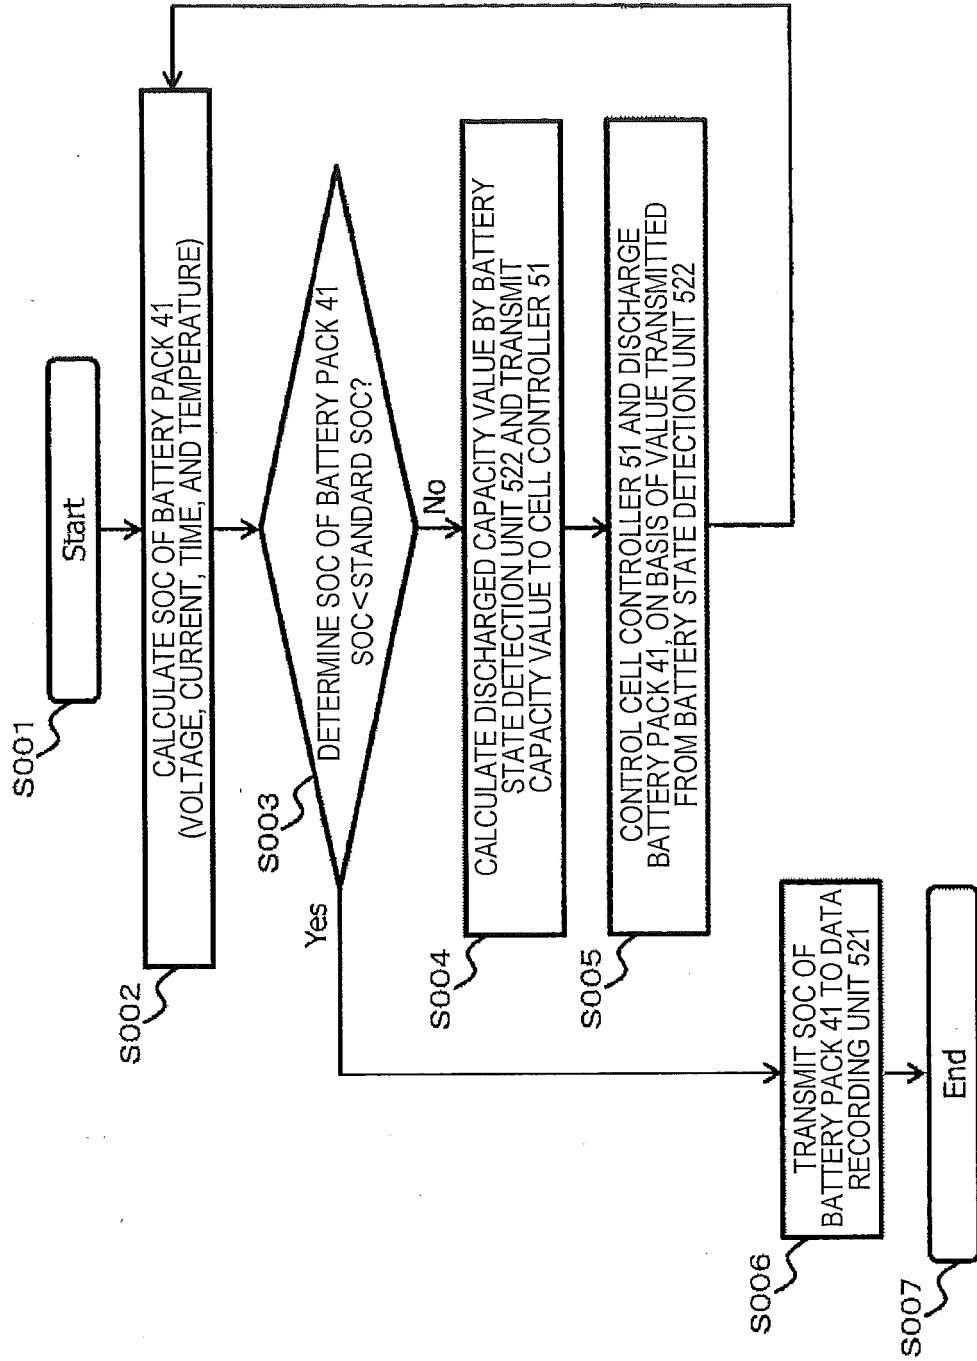 S001
Start
S002
CALCULATE SOC OF BATTERY PACK 41
(VOLTAGE, CURRENT, TIME, AND TEMPERATURE)
S003
DETERMINE SOC OF BATTERY PACK 41
SOC<STANDARD SOC?
Yes
No
S004
CALCULATE DISCHARGED CAPACITY VALUE BY BATTERY
STATE DETECTION UNIT 522 AND TRANSMIT
CAPACITY VALUE TO CELL CONTROLLER 51
S005
CONTROL CELL CONTROLLER 51 AND DISCHARGE
BATTERY PACK 41, ON BASIS OF VALUE TRANSMITTED
FROM BATTERY STATE DETECTION UNIT 522
S006
TRANSMIT SOC OF
BATTERY PACK 41 TO DATA
RECORDING UNIT 521
S007
End